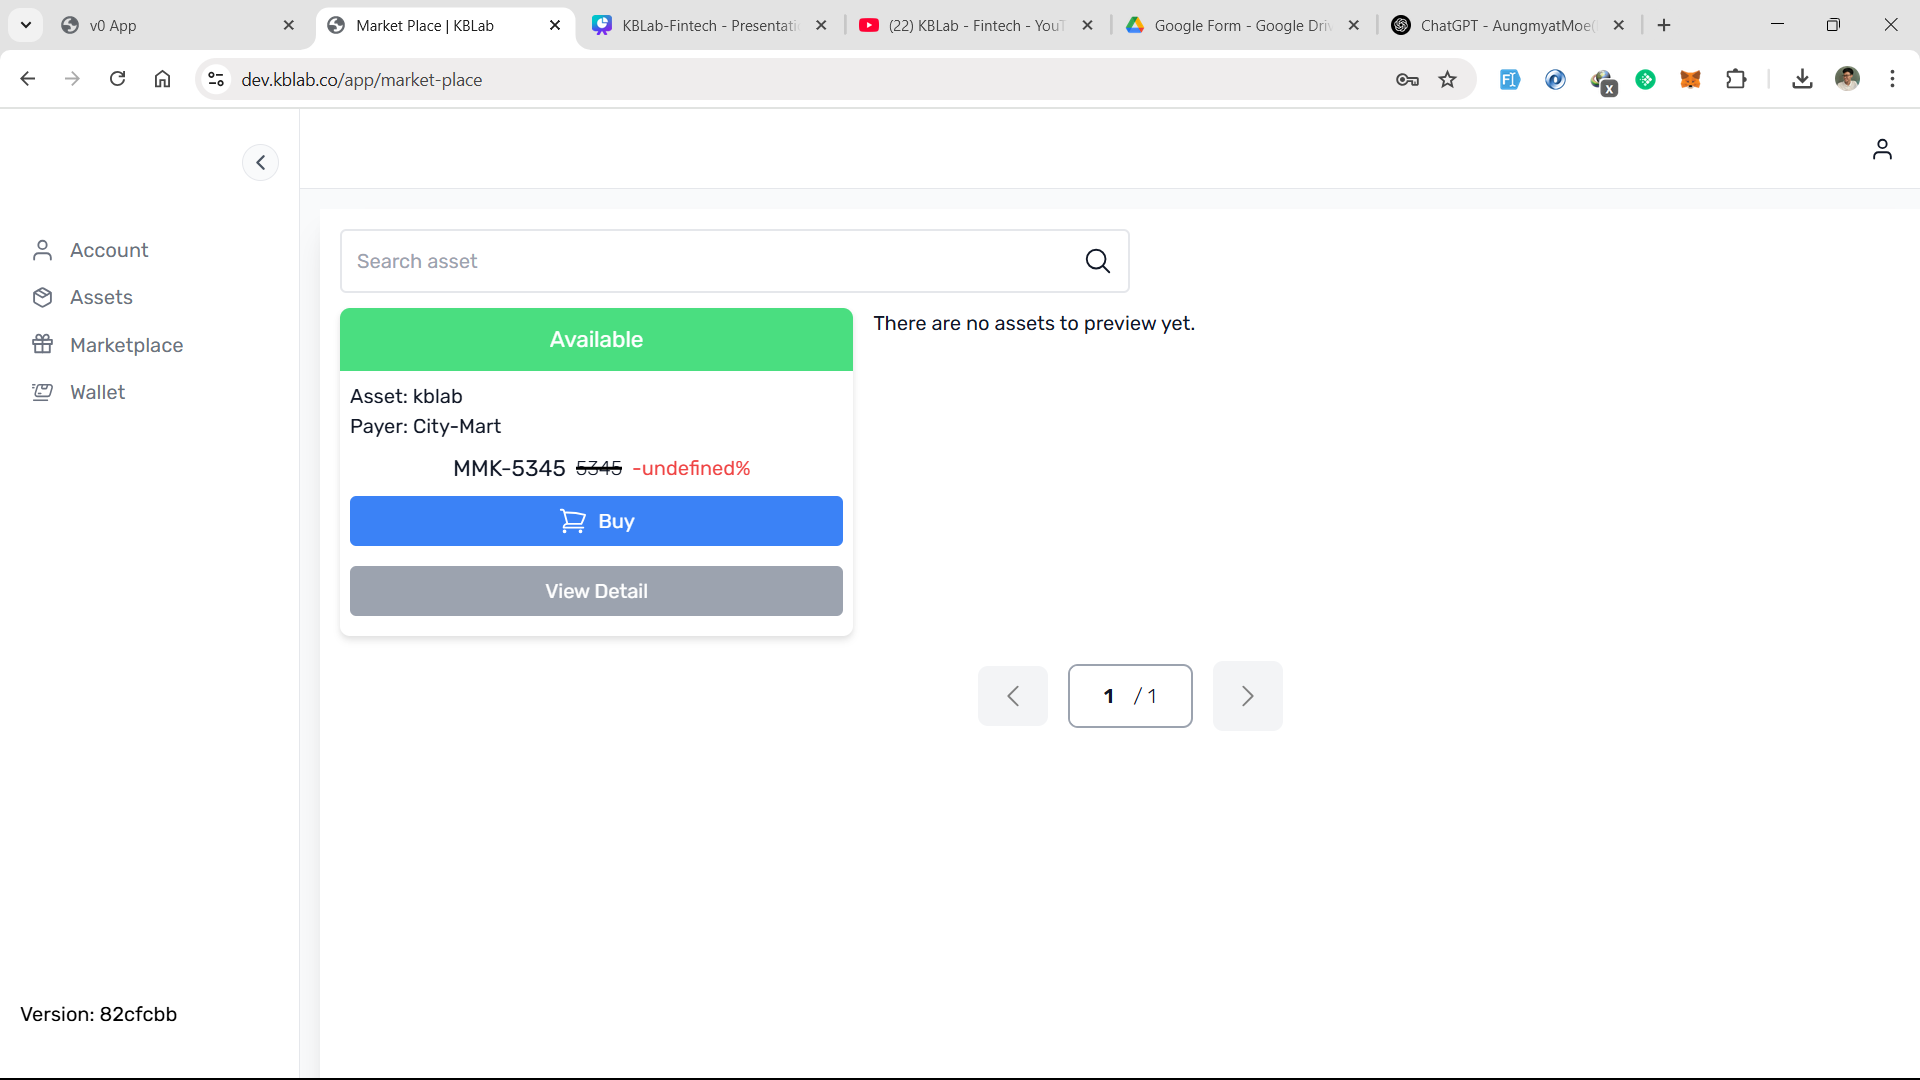 v0 App
Market Place | KBLab
KBLab-Fintech - Presentati
(22) KBLab - Fintech - YouT
Google Form - Google Driv
ChatGPT - AungmyatMoe(
dev.kblab.co/app/market-place
X
Account
Assets
Marketplace
Wallet
Version: 82cfcbb
Search asset
Available
There are no assets to preview yet.
Asset: kblab
Payer: City-Mart
MMK-5345 5345 -undefined%
Buy
View Detail
1 / 1